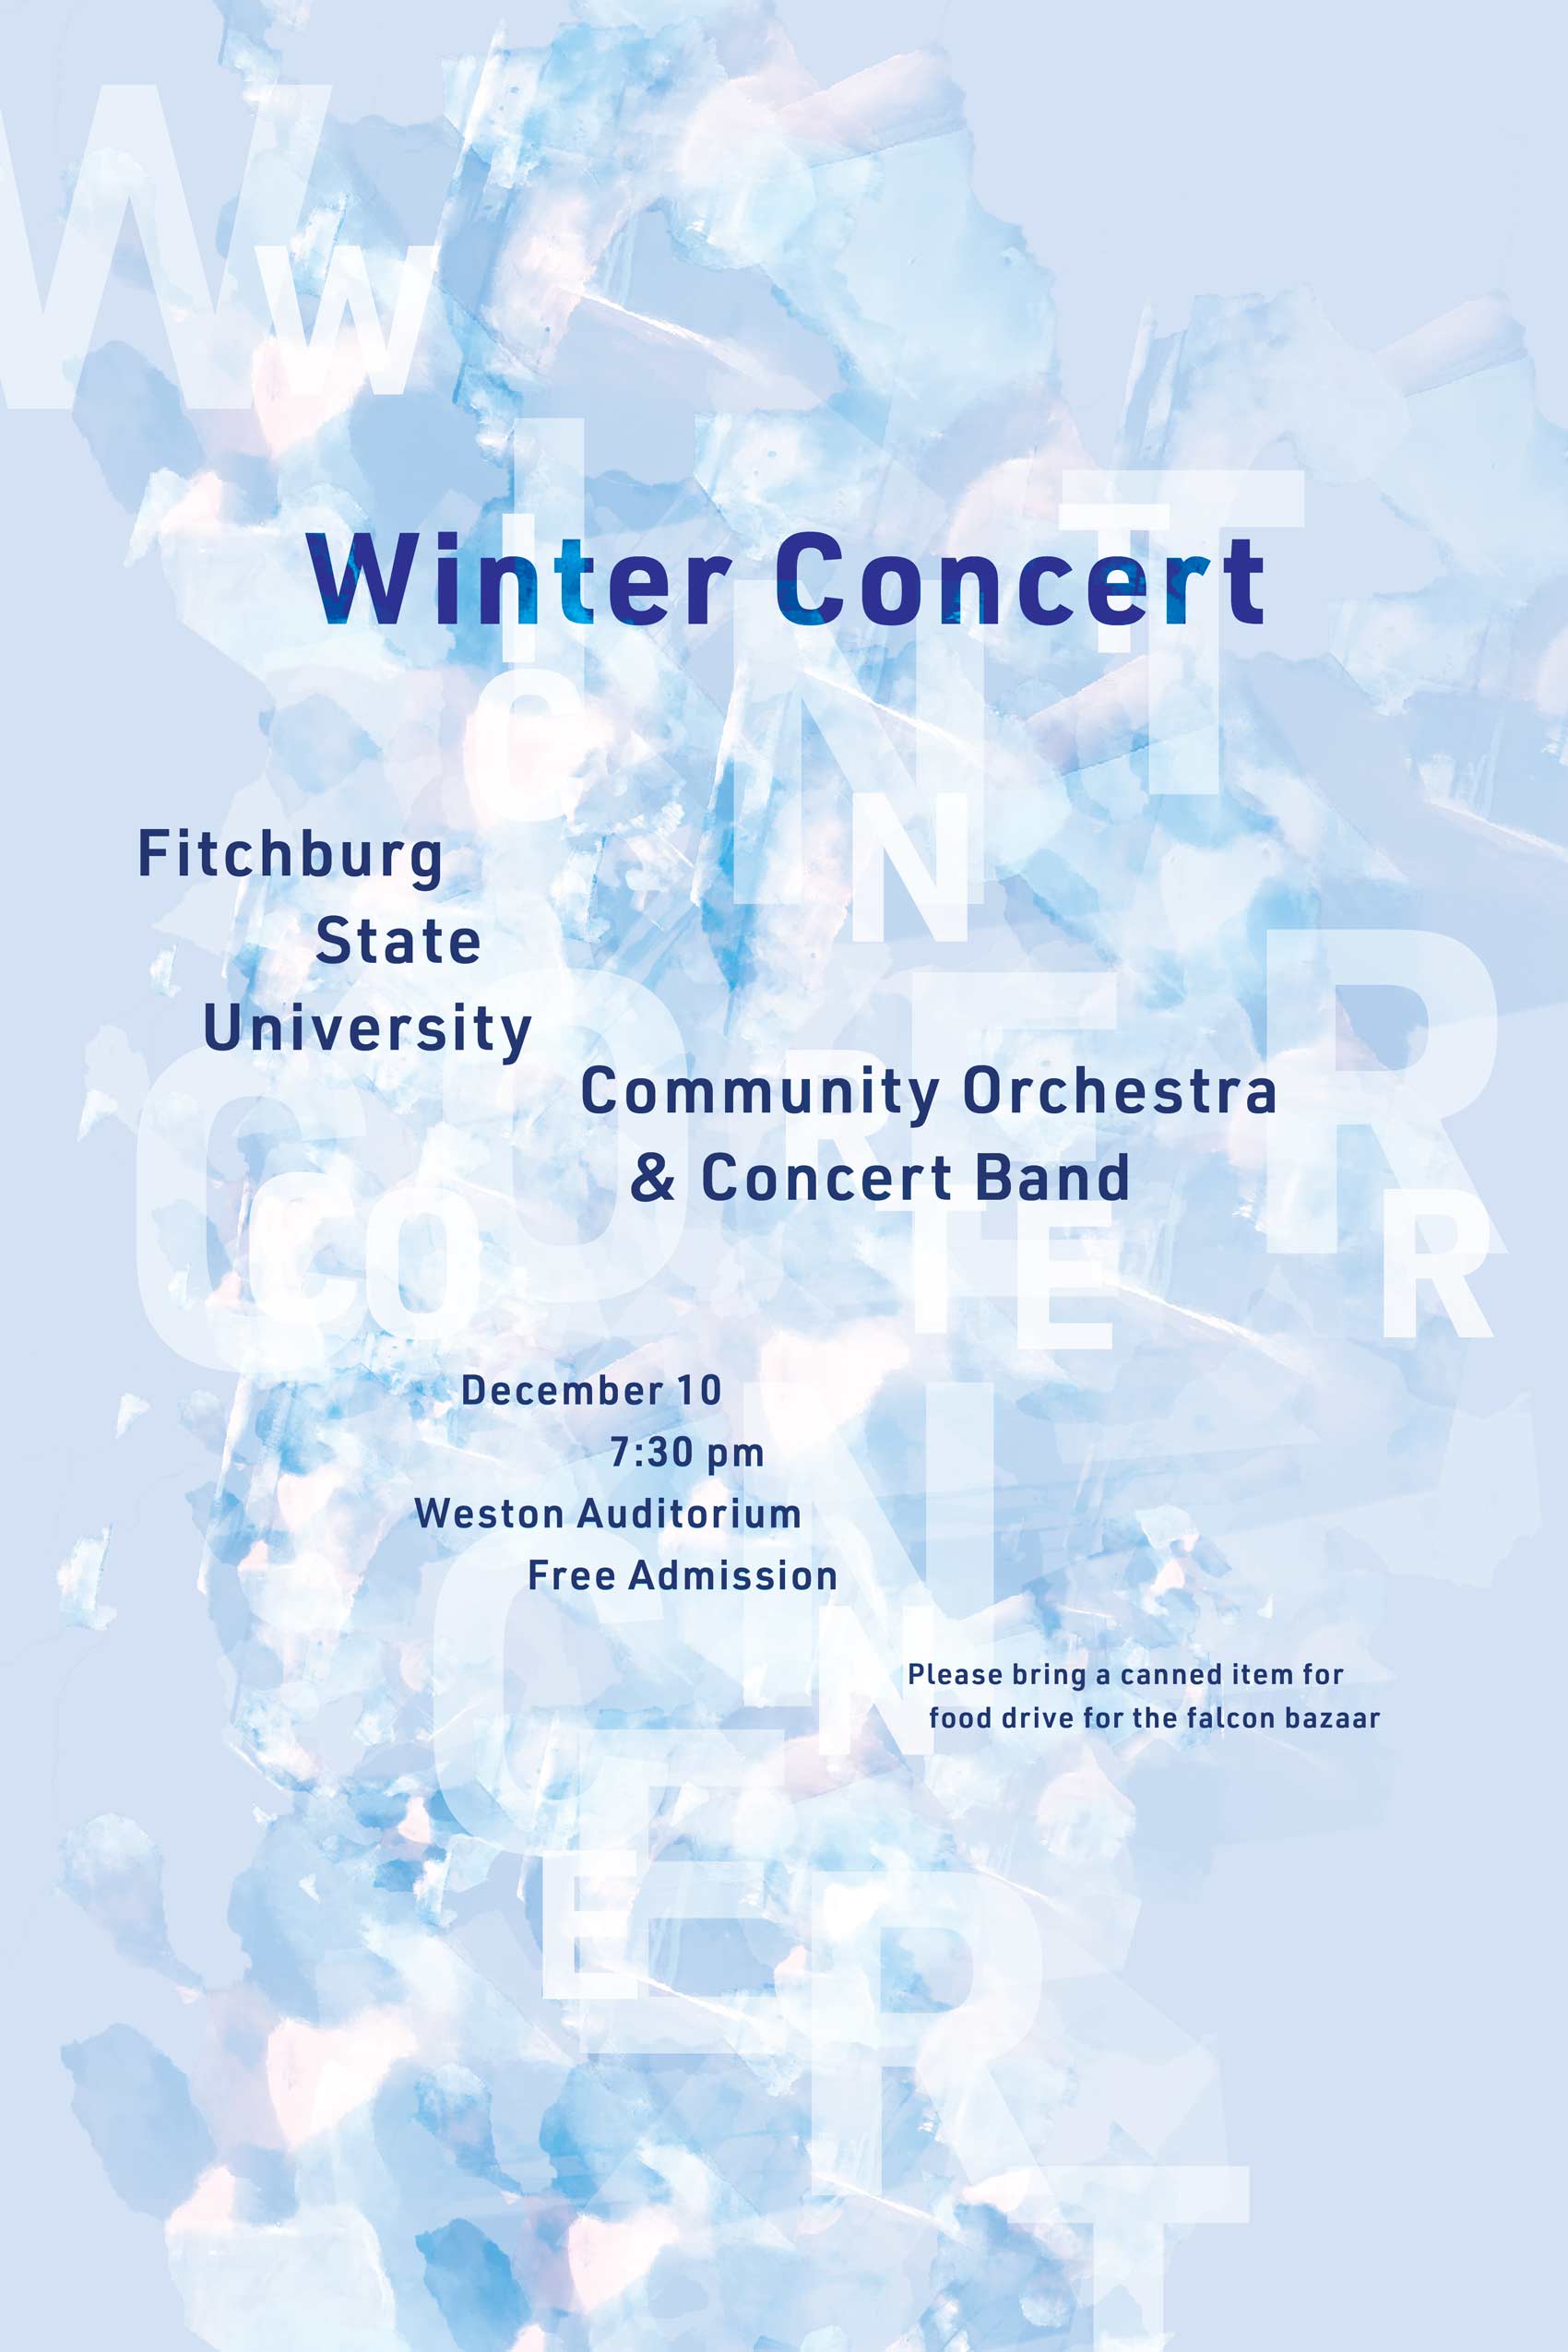 Winter Concert
Fitchburg
State
University
Community Orchestra
& Concert Band
December 10
7:30 pm
Weston Auditorium
Free Admission
Please bring a canned item for
food drive for the falcon bazaar
W
W
I
T
I
T
N
C
N
O
E
R
C
R
C
O
T
E
R
N
C
N
E
E
R
T